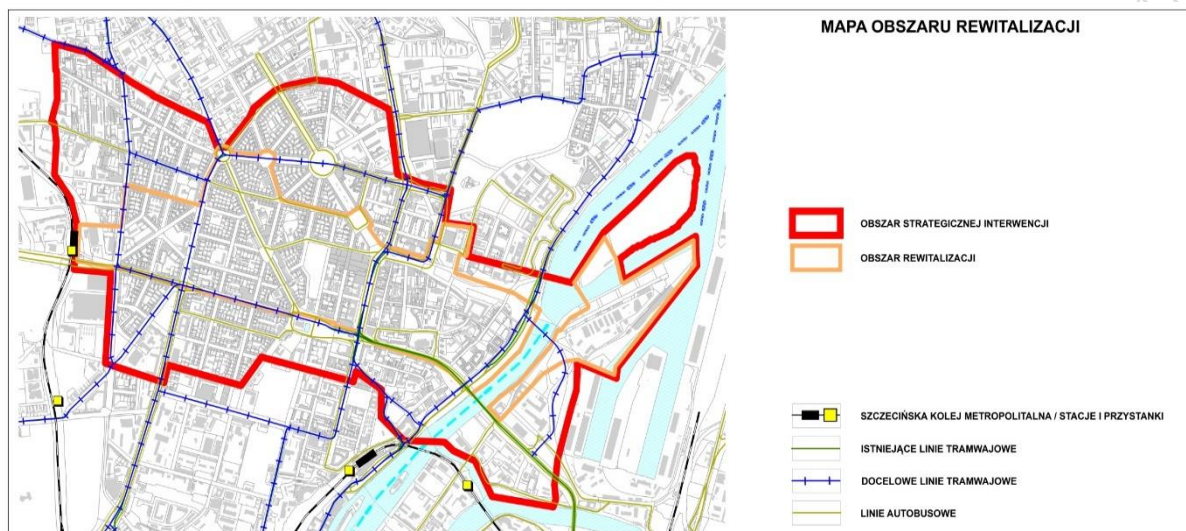 MAPA OBSZARU REWITALIZACJI
OBSZAR STRATEGICZNEJ INTERWENCJI
OBSZAR REWITALIZACJI
SZCZECIŃSKA KOLEJ METROPOLITALNA / STACJE I PRZYSTANKI
ISTNIEJĄCE LINIE TRAMWAJOWE
DOCELOWE LINIE TRAMWAJOWE
LINIE AUTOBUSOWE